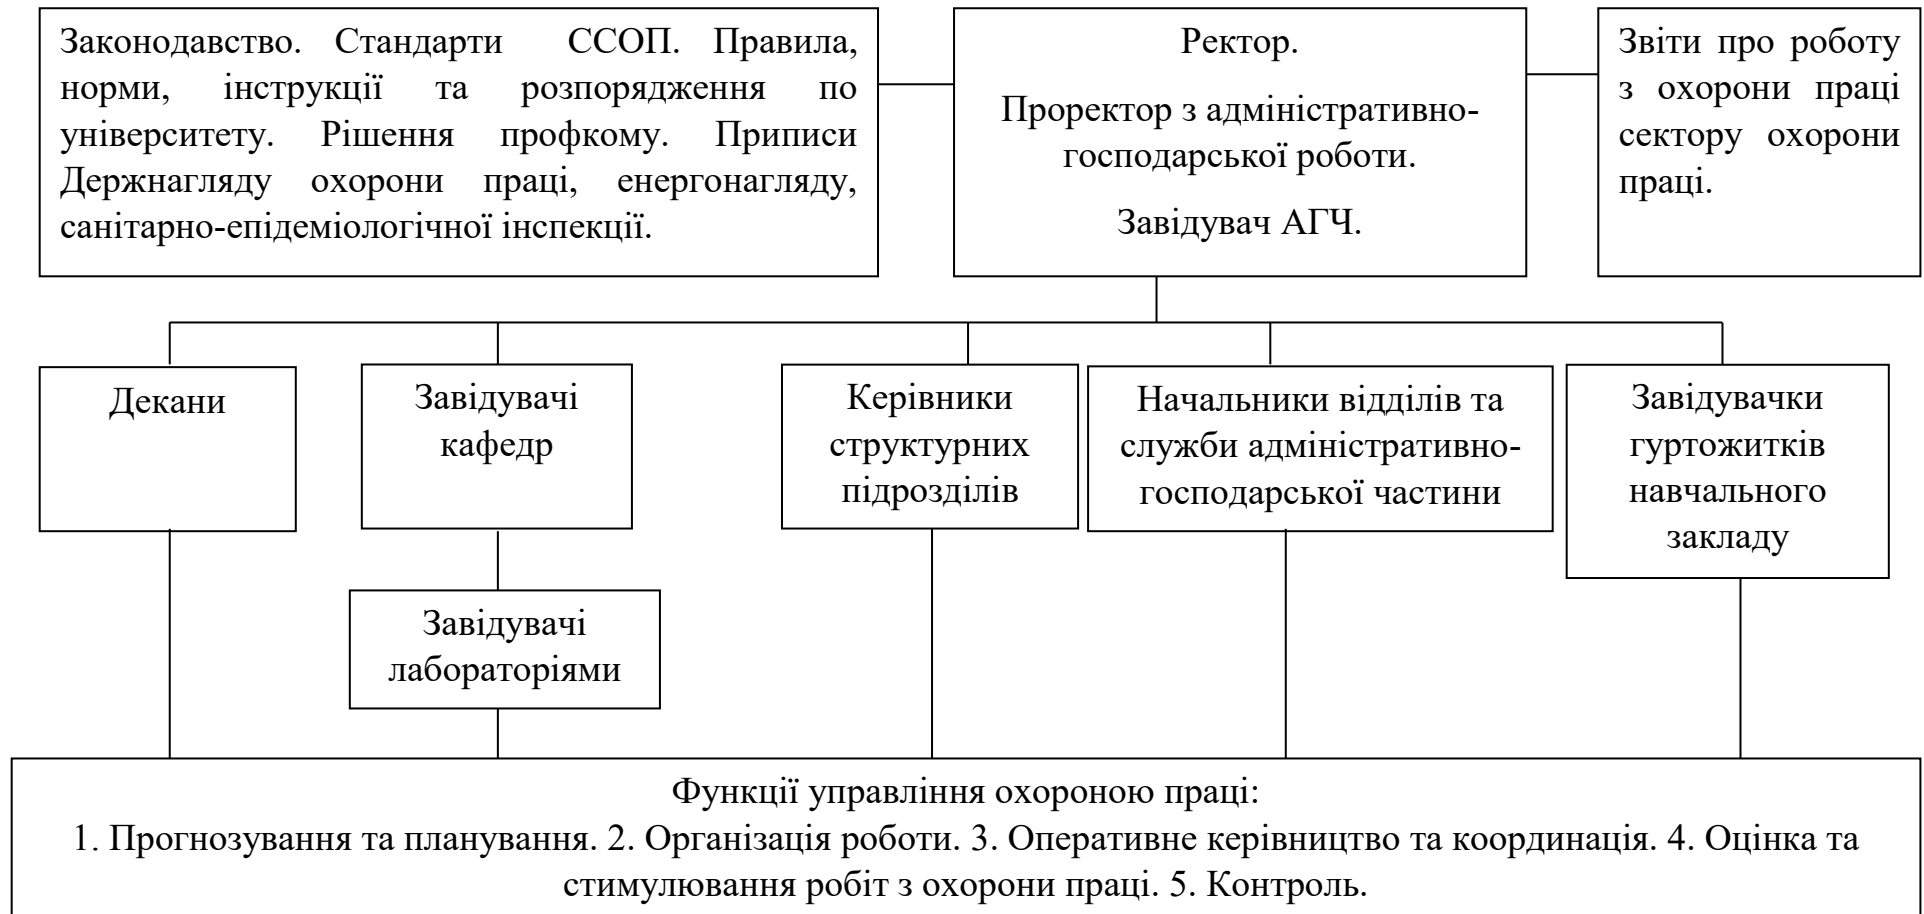 Законодавство. Стандарти ССОП. Правила,
норми, інструкції та розпорядження по
університету. Рішення профкому. Приписи
Держнагляду охорони праці, енергонагляду,
санітарно-епідеміологічної інспекції.
Ректор.
Проректор з адміністративно-
господарської роботи.
Завідувач АГЧ.
Звіти про роботу
з охорони праці
сектору охорони
праці.
Декани
Завідувачі
кафедр
Керівники
структурних
підрозділів
Начальники відділів та
служби адміністративно-
господарської частини
Завідувачки
гуртожитків
навчального
закладу
Завідувачі
лабораторіями
Функції управління охороною праці:
1. Прогнозування та планування. 2. Організація роботи. 3. Оперативне керівництво та координація. 4. Оцінка та
стимулювання робіт з охорони праці. 5. Контроль.